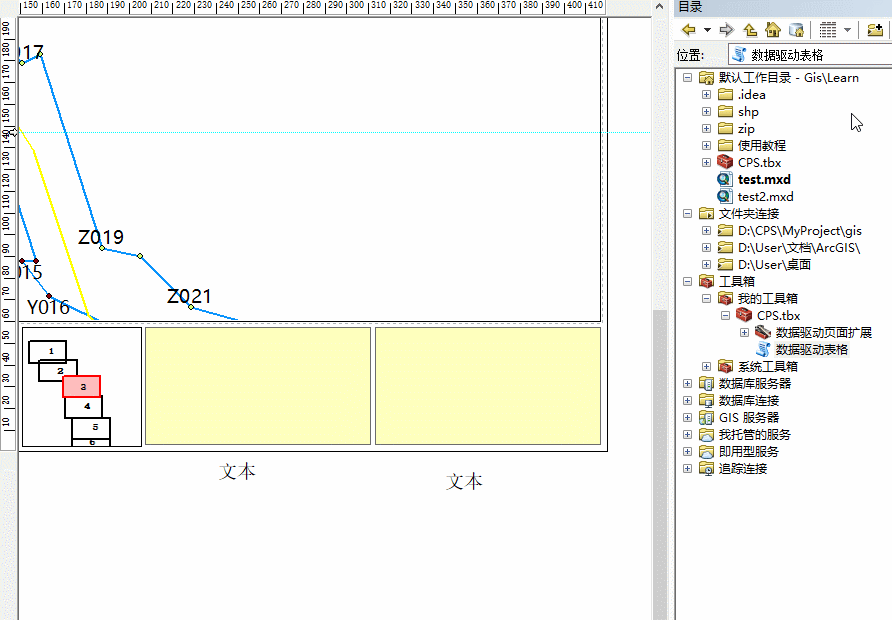 150 160 170 180 190 200 210 220 230 240 250 260 270 280 290 300 310 320 330 340 350 360 370 380 390 400 410
190
180
170
160
150
140
130
120
110
100
90
80
70
60
50
40
30
20
10
017
Z019
015
Y016
Z021
1
2
3
4
5
6
文本
文本
目录
位置:
数据驱动表格
默认工作目录 - Gis\Learn
.idea
shp
zip
使用教程
CPS.tbx
test.mxd
test2.mxd
文件夹连接
D:\CPS\MyProject\gis
D:\User\文档\ArcGIS\
D:\User\桌面
工具箱
我的工具箱
CPS.tbx
数据驱动页面扩展
数据驱动表格
系统工具箱
数据库服务器
数据库连接
GIS 服务器
我托管的服务
即用型服务
追踪连接